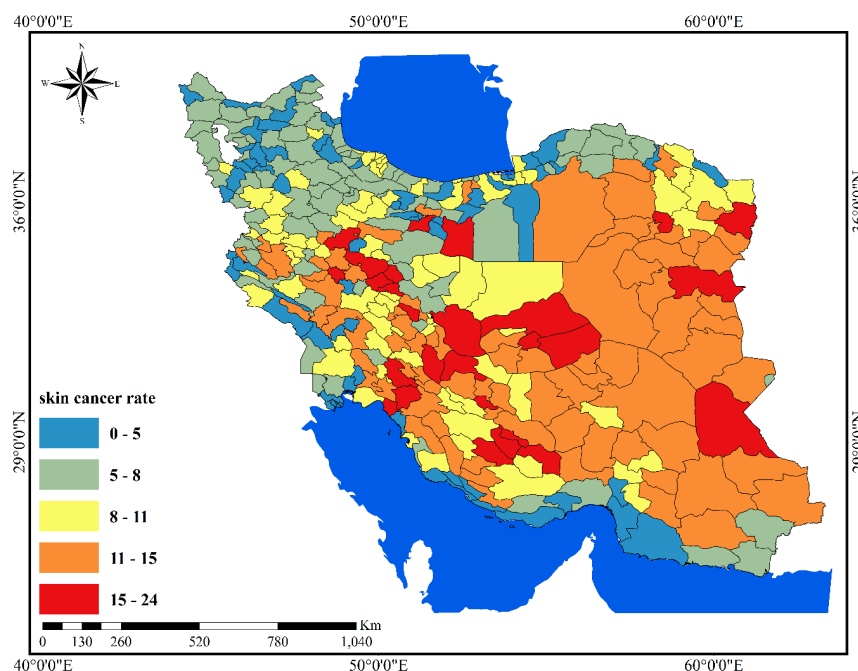 40°0'0"E 50°0'0"E 60°0'0"E
N
W E
S
36°0'0"N 36°0'0"N
29°0'0"N 29°0'0"N
skin cancer rate
0 - 5
5 - 8
8 - 11
11 - 15
15 - 24
Km
0 130 260 520 780 1,040
40°0'0"E 50°0'0"E 60°0'0"E